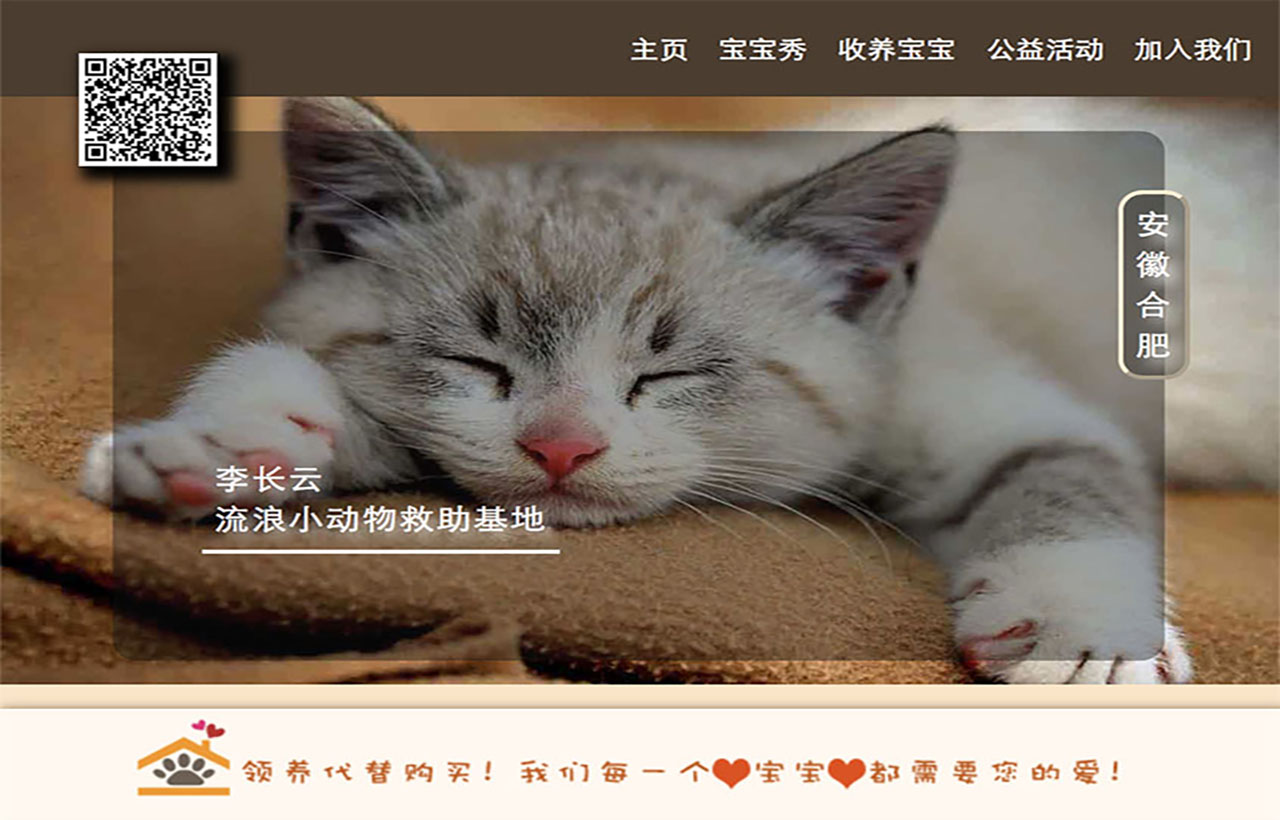 主页 宝宝秀 收养宝宝 公益活动 加入我们
安徽合肥
李长云
流浪小动物救助基地
领养代替购买！我们每一个❤宝宝❤都需要您的爱！